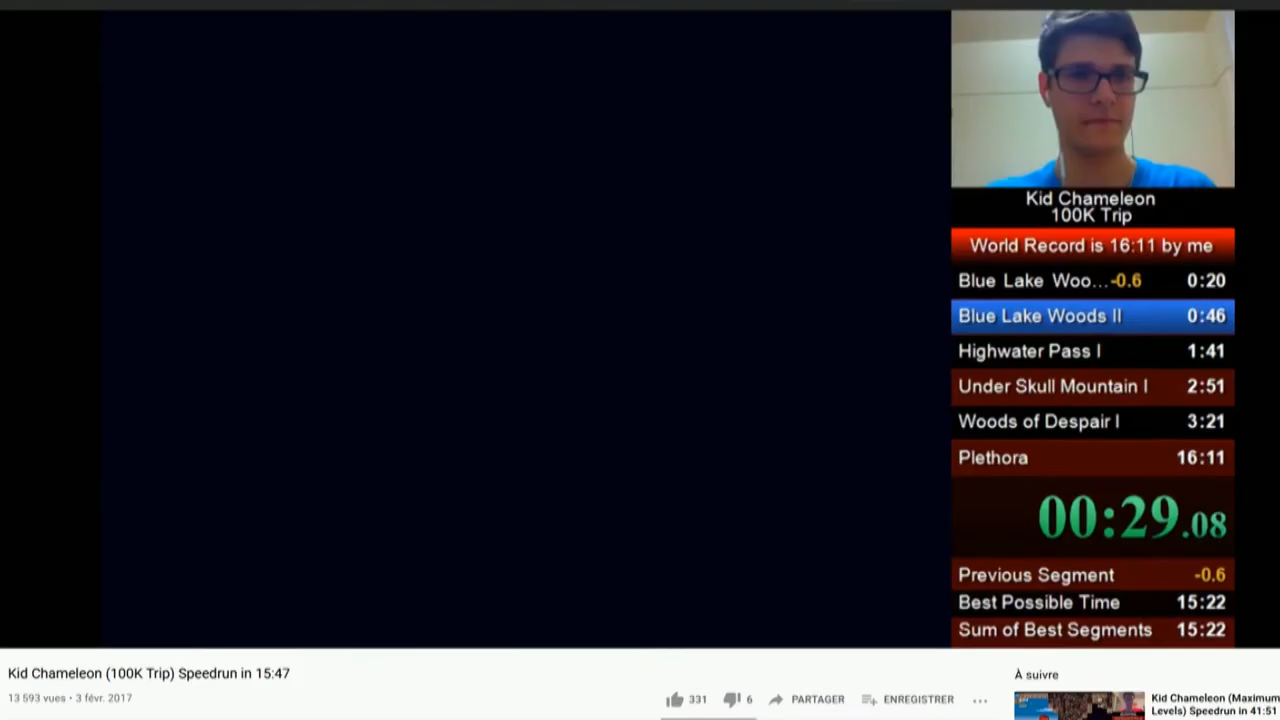 Kid Chameleon
100K Trip
World Record is 16:11 by me
Blue Lake Woo...-0.6 0:20
Blue Lake Woods II 0:46
Highwater Pass I 1:41
Under Skull Mountain I 2:51
Woods of Despair I 3:21
Plethora 16:11
00:29.08
Previous Segment -0.6
Best Possible Time 15:22
Sum of Best Segments 15:22
Kid Chameleon (100K Trip) Speedrun in 15:47
13 593 vues • 3 févr. 2017
331 6 PARTAGER ENREGISTRER ...
À suivre
Kid Chameleon (Maximum
Levels) Speedrun in 41:51